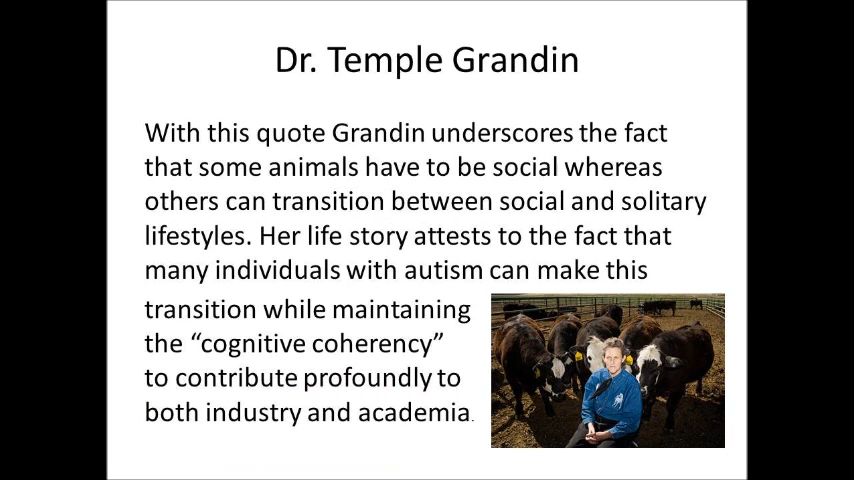 Dr. Temple Grandin
With this quote Grandin underscores the fact
that some animals have to be social whereas
others can transition between social and solitary
lifestyles. Her life story attests to the fact that
many individuals with autism can make this
transition while maintaining
the “cognitive coherency”
to contribute profoundly to
both industry and academia.